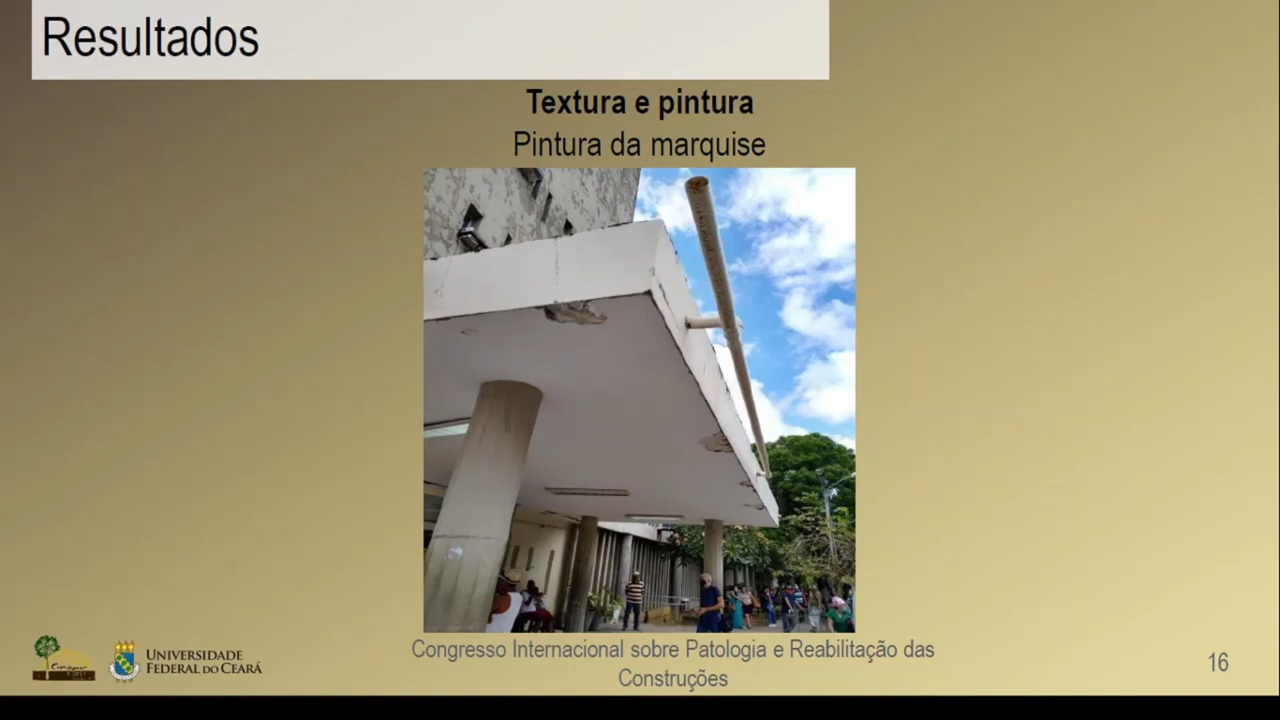 Resultados
Textura e pintura
Pintura da marquise
Congresso Internacional sobre Patologia e Reabilitação das
Construções
UNIVERSIDADE
FEDERAL DO CEARÁ
16